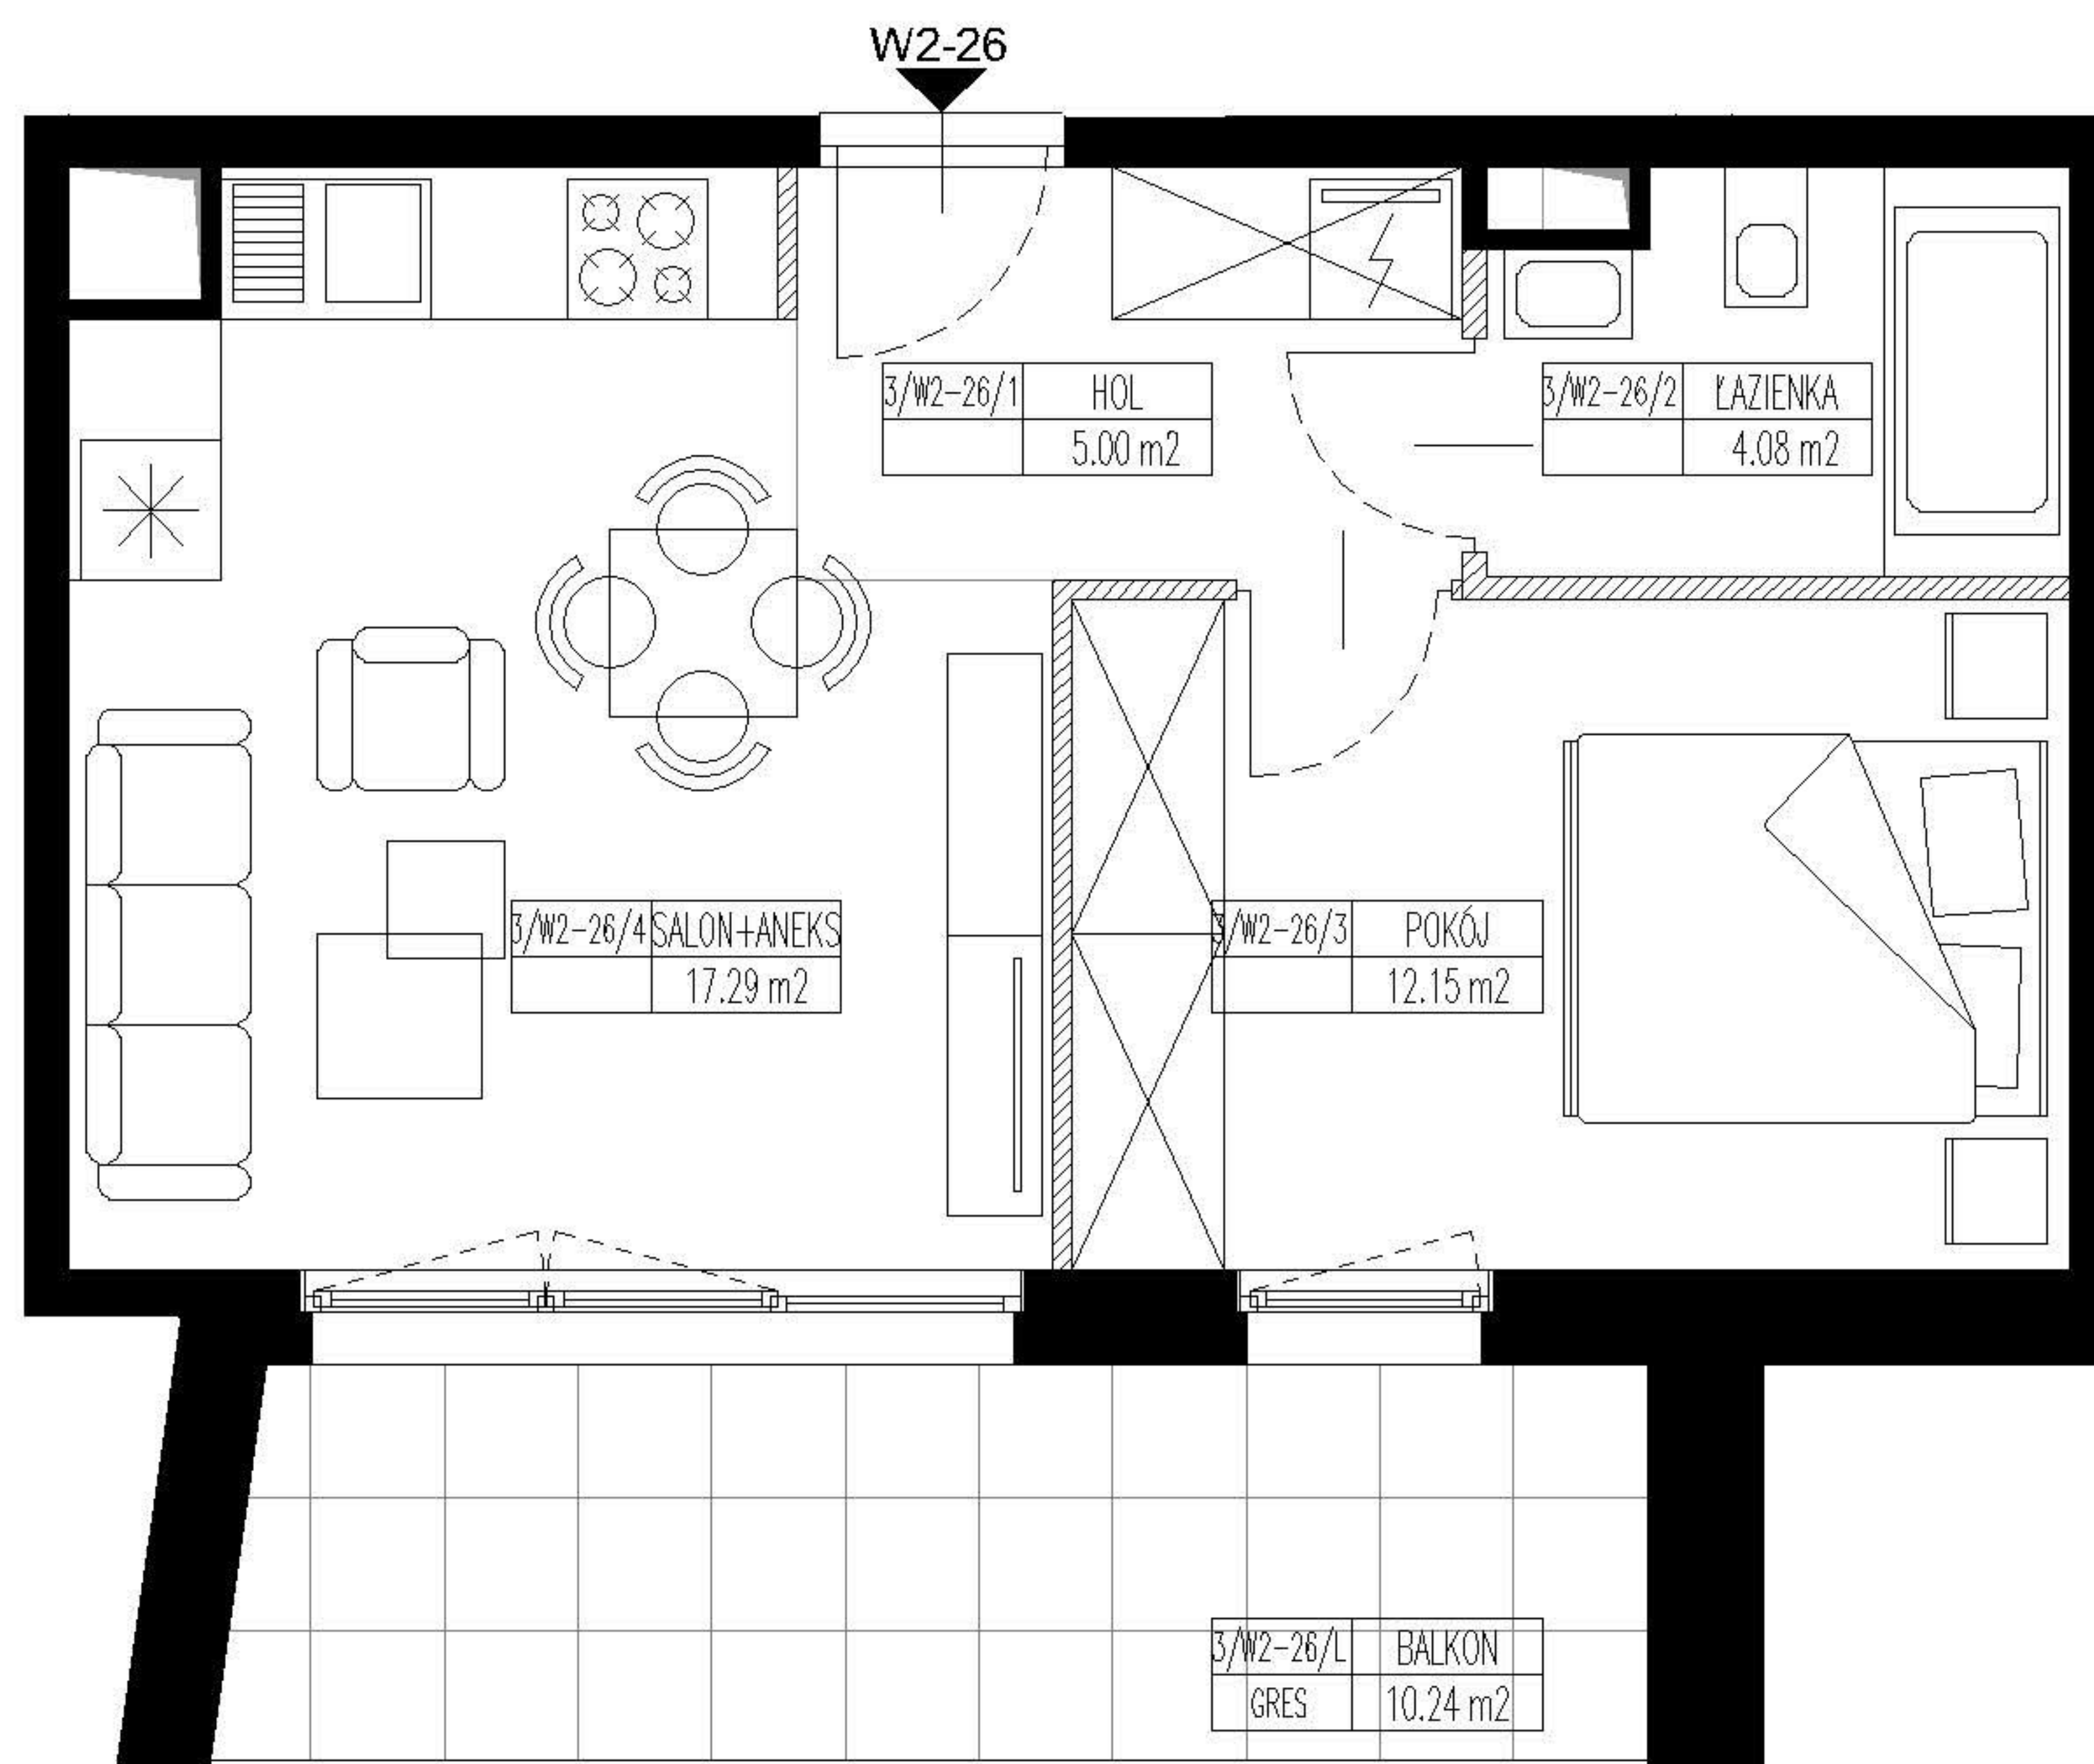 W2-26
3/W2-26/1 HOL
5.00 m2
3/W2-26/2 ŁAZIENKA
4.08 m2
3/W2-26/4 SALON+ANEKS
17.29 m2
3/W2-26/3 POKÓJ
12.15 m2
3/W2-26/L BALKON
GRES 10.24 m2